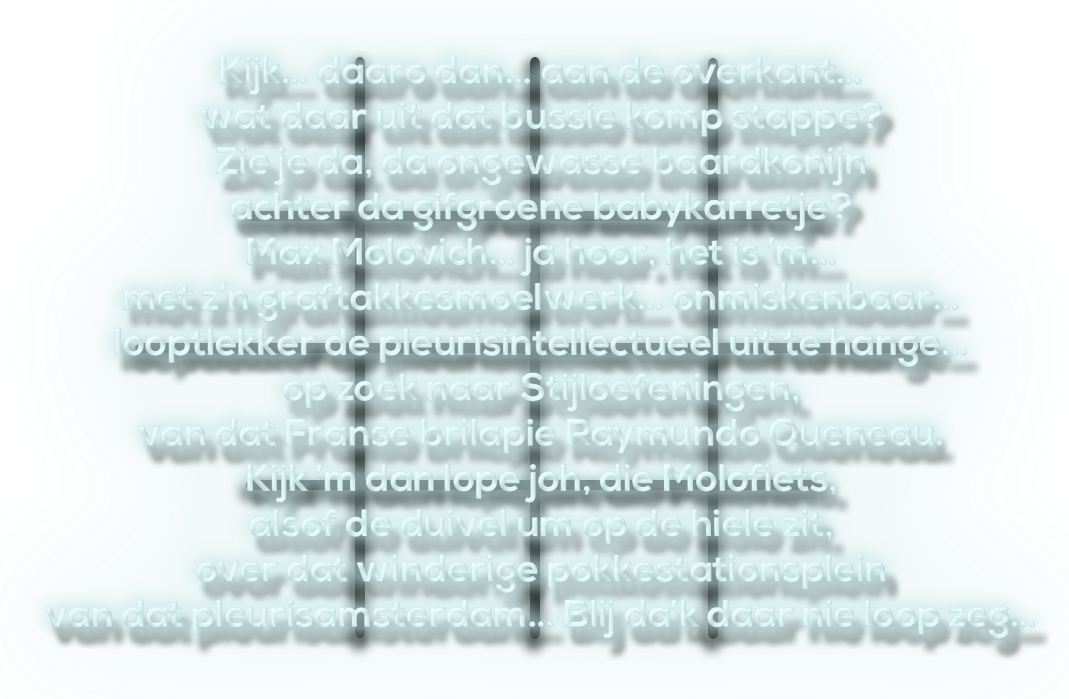 Kijk... daaro dan... aan de overkant...
wat daar uit dat bussie komp stappe?
Zie je da, da ongewasse baardkonijn
achter da gifgroene babykarretje?
Max Molovich... ja hoor, het is 'm...
met z'n graftakkesmoelwerk... onmiskenbaar...
looptlekker de pleurisintellectueel uit te hange...
op zoek naar Stijloefeningen,
van dat Franse brilapie Raymundo Queneau.
Kijk 'm dan lope joh, die Molofiets,
alsof de duivel um op de hiele zit,
over dat winderige pokkestationsplein
van dat pleurisamsterdam... Blij da'k daar nie loop zeg...